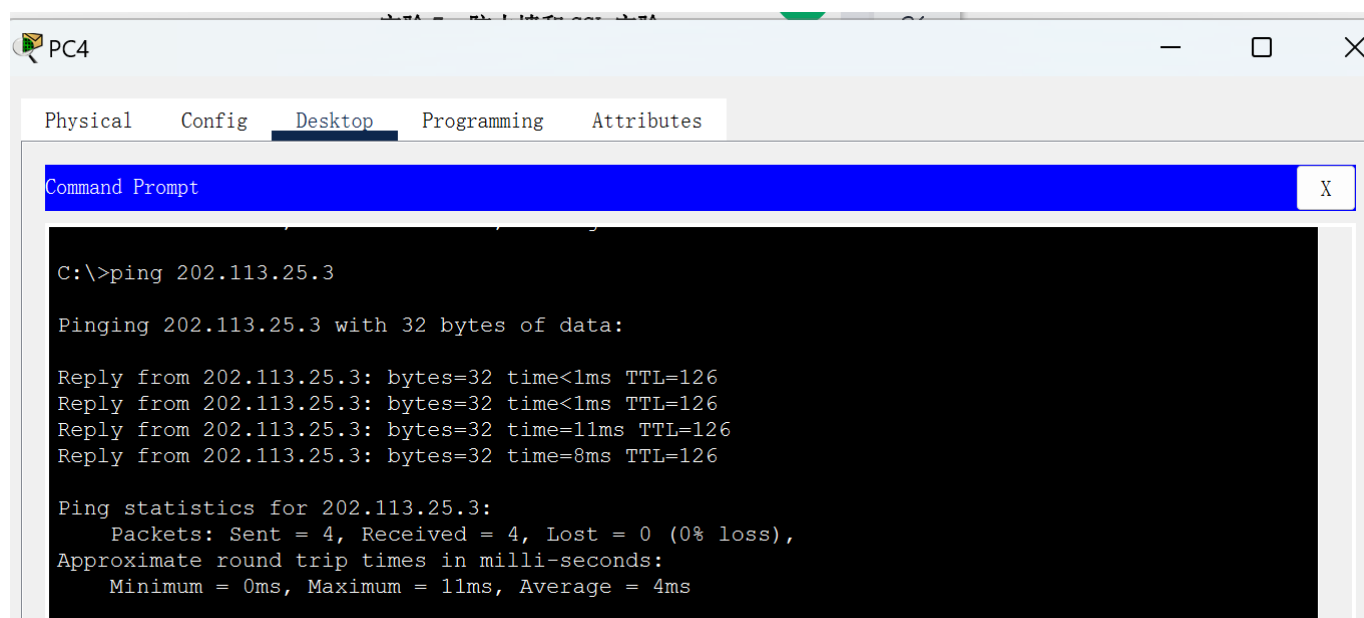 PC4
Physical Config Desktop Programming Attributes
Command Prompt
X
C:\>ping 202.113.25.3
Pinging 202.113.25.3 with 32 bytes of data:
Reply from 202.113.25.3: bytes=32 time<1ms TTL=126
Reply from 202.113.25.3: bytes=32 time<1ms TTL=126
Reply from 202.113.25.3: bytes=32 time=11ms TTL=126
Reply from 202.113.25.3: bytes=32 time=8ms TTL=126
Ping statistics for 202.113.25.3:
Packets: Sent = 4, Received = 4, Lost = 0 (0% loss),
Approximate round trip times in milli-seconds:
Minimum = 0ms, Maximum = 11ms, Average = 4ms